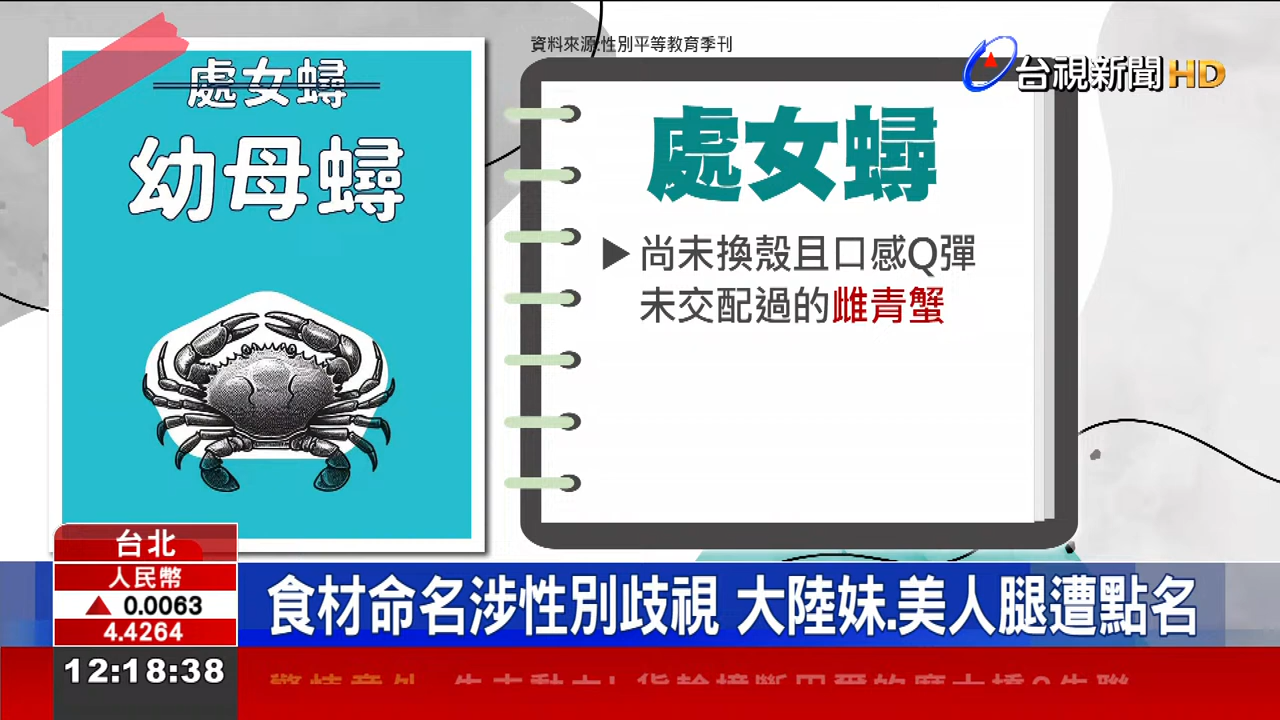 資料來源:性別平等教育季刊
台視新聞HD
處女蟳
幼母蟳
處女蟳
▶尚未換殼且口感Q彈
未交配過的雌青蟹
台北
人民幣
▲ 0.0063
4.4264
食材命名涉性別歧視 大陸妹.美人腿遭點名
12:18:38